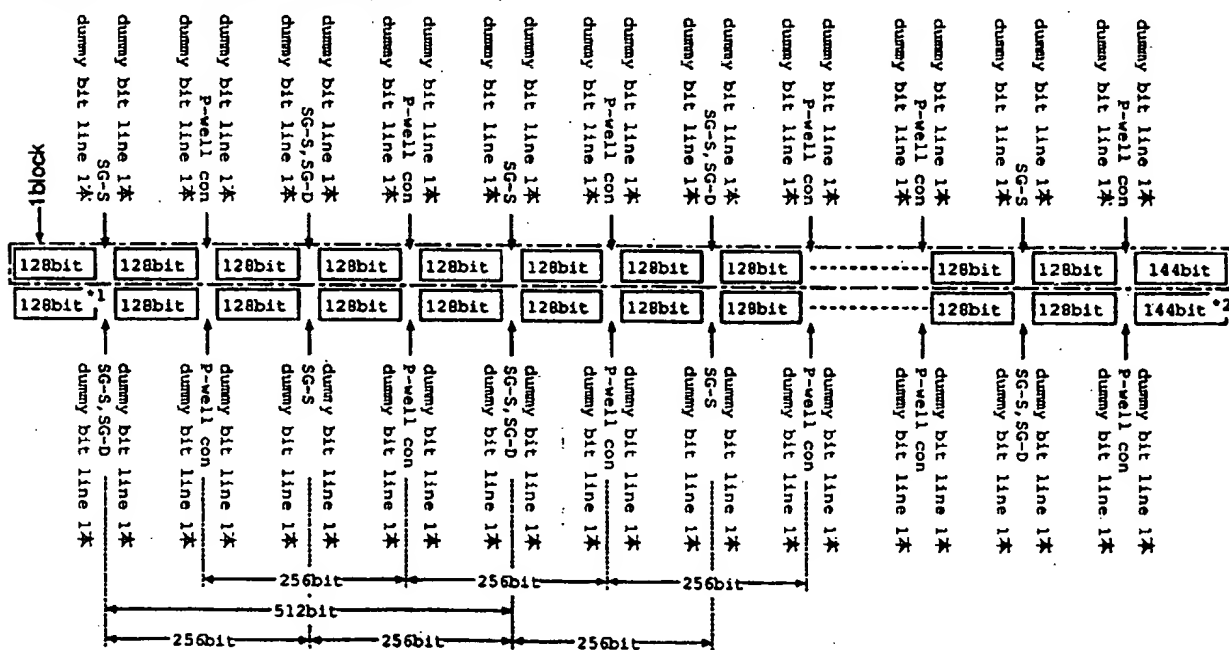 dummy bit line 1本
SG-S
dummy bit line 1本
dummy bit line 1本
P-well con
dummy bit line 1本
dummy bit line 1本
SG-S,SG-D
dummy bit line 1本
dummy bit line 1本
P-well con
dummy bit line 1本
dummy bit line 1本
SG-S
dummy bit line 1本
dummy bit line 1本
P-well con
dummy bit line 1本
dummy bit line 1本
SG-S,SG-D
dummy bit line 1本
dummy bit line 1本
P-well con
dummy bit line 1本
dummy bit line 1本
P-well con
dummy bit line 1本
dummy bit line 1本
SG-S
dummy bit line 1本
dummy bit line 1本
P-well con
dummy bit line 1本
1block
128bit 128bit 128bit 128bit 128bit 128bit 128bit 128bit 128bit 128bit 144bit
128bit *1 128bit 128bit 128bit 128bit 128bit 128bit 128bit 128bit 128bit 144bit *2
dummy bit line 1本
SG-S,SG-D
dummy bit line 1本
dummy bit line 1本
P-well con
dummy bit line 1本
dummy bit line 1本
SG-S
dummy bit line 1本
dummy bit line 1本
P-well con
dummy bit line 1本
dummy bit line 1本
SG-S,SG-D
dummy bit line 1本
dummy bit line 1本
P-well con
dummy bit line 1本
dummy bit line 1本
SG-S
dummy bit line 1本
dummy bit line 1本
P-well con
dummy bit line 1本
dummy bit line 1本
P-well con
dummy bit line 1本
dummy bit line 1本
SG-S,SG-D
dummy bit line 1本
dummy bit line 1本
P-well con
dummy bit line 1本
256bit 256bit 256bit
512bit
256bit 256bit 256bit